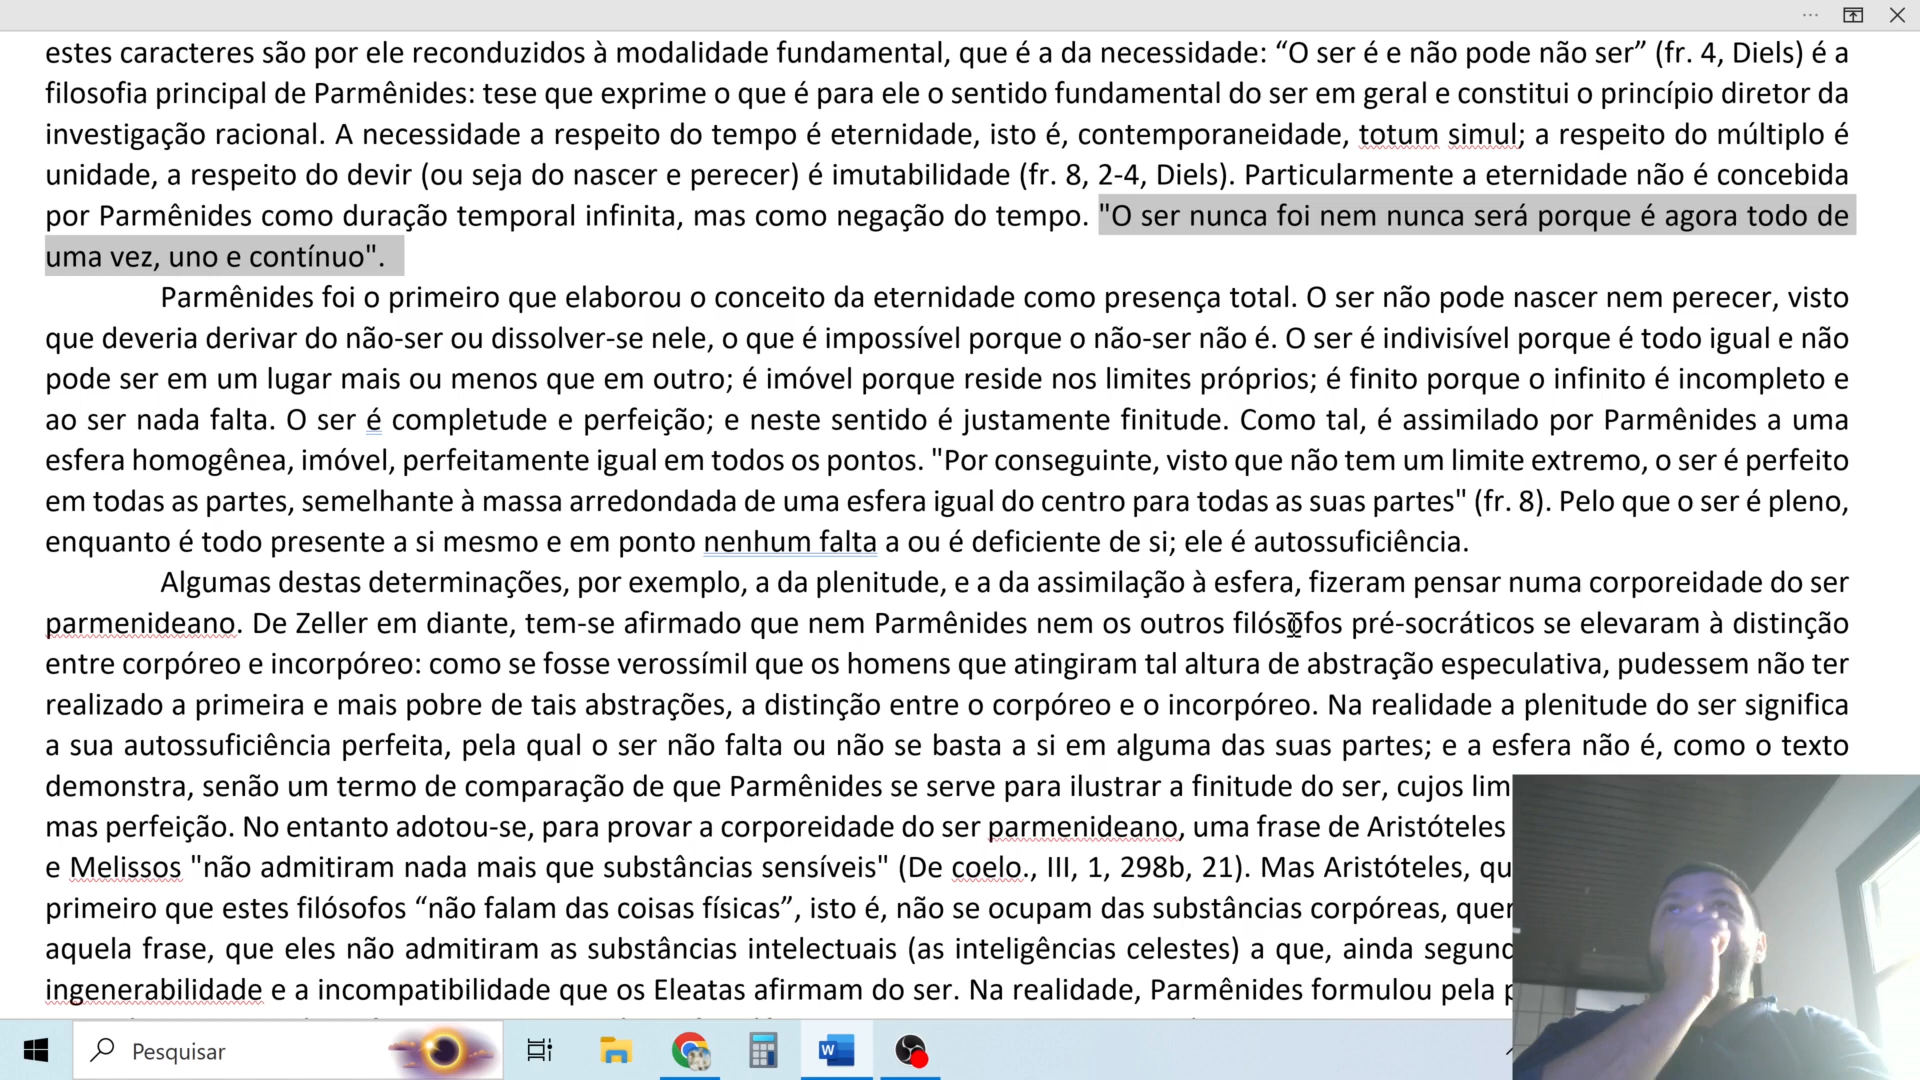 estes caracteres são por ele reconduzidos à modalidade fundamental, que é a da necessidade: “O ser é e não pode não ser” (fr. 4, Diels) é a
filosofia principal de Parmênides: tese que exprime o que é para ele o sentido fundamental do ser em geral e constitui o princípio diretor da
investigação racional. A necessidade a respeito do tempo é eternidade, isto é, contemporaneidade, totum simul; a respeito do múltiplo é
unidade, a respeito do devir (ou seja do nascer e perecer) é imutabilidade (fr. 8, 2-4, Diels). Particularmente a eternidade não é concebida
por Parmênides como duração temporal infinita, mas como negação do tempo. "O ser nunca foi nem nunca será porque é agora todo de
uma vez, uno e contínuo".
Parmênides foi o primeiro que elaborou o conceito da eternidade como presença total. O ser não pode nascer nem perecer, visto
que deveria derivar do não-ser ou dissolver-se nele, o que é impossível porque o não-ser não é. O ser é indivisível porque é todo igual e não
pode ser em um lugar mais ou menos que em outro; é imóvel porque reside nos limites próprios; é finito porque o infinito é incompleto e
ao ser nada falta. O ser é completude e perfeição; e neste sentido é justamente finitude. Como tal, é assimilado por Parmênides a uma
esfera homogênea, imóvel, perfeitamente igual em todos os pontos. "Por conseguinte, visto que não tem um limite extremo, o ser é perfeito
em todas as partes, semelhante à massa arredondada de uma esfera igual do centro para todas as suas partes" (fr. 8). Pelo que o ser é pleno,
enquanto é todo presente a si mesmo e em ponto nenhum falta a ou é deficiente de si; ele é autossuficiência.
Algumas destas determinações, por exemplo, a da plenitude, e a da assimilação à esfera, fizeram pensar numa corporeidade do ser
parmenideano. De Zeller em diante, tem-se afirmado que nem Parmênides nem os outros filósofos pré-socráticos se elevaram à distinção
entre corpóreo e incorpóreo: como se fosse verossímil que os homens que atingiram tal altura de abstração especulativa, pudessem não ter
realizado a primeira e mais pobre de tais abstrações, a distinção entre o corpóreo e o incorpóreo. Na realidade a plenitude do ser significa
a sua autossuficiência perfeita, pela qual o ser não falta ou não se basta a si em alguma das suas partes; e a esfera não é, como o texto
demonstra, senão um termo de comparação de que Parmênides se serve para ilustrar a finitude do ser, cujos lim
mas perfeição. No entanto adotou-se, para provar a corporeidade do ser parmenideano, uma frase de Aristóteles
e Melissos "não admitiram nada mais que substâncias sensíveis" (De coelo., III, 1, 298b, 21). Mas Aristóteles, qu
primeiro que estes filósofos “não falam das coisas físicas”, isto é, não se ocupam das substâncias corpóreas, quer
aquela frase, que eles não admitiram as substâncias intelectuais (as inteligências celestes) a que, ainda segund
ingenerabilidade e a incompatibilidade que os Eleatas afirmam do ser. Na realidade, Parmênides formulou pela p
Pesquisar